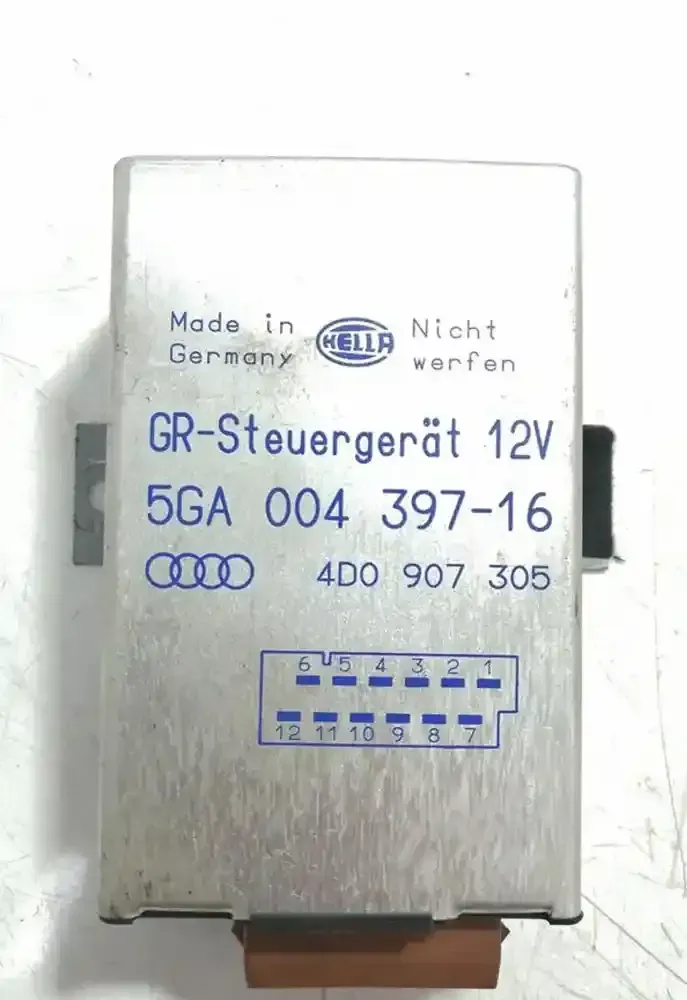 Made in
Germany
HELLA
Nicht
werfen
GR-Steuergerät 12V
5GA 004 397-16
4D0 907 305
6 5 4 3 2 1
12 11 10 9 8 7